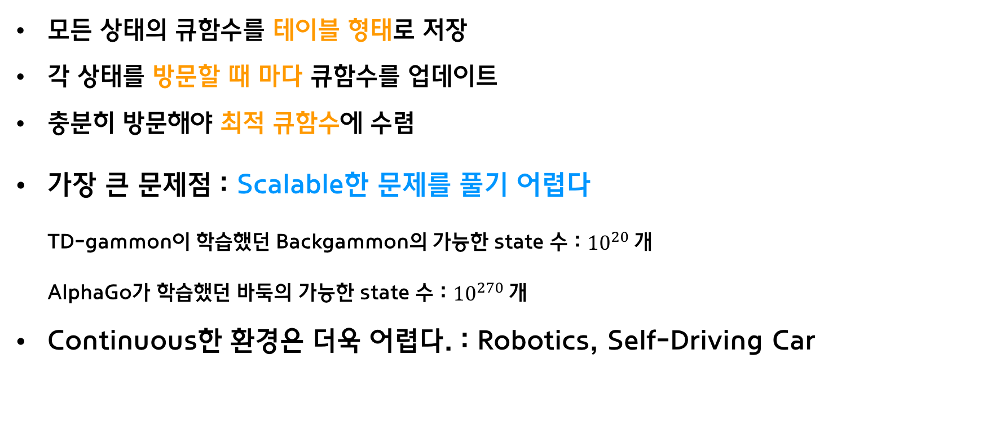 • 모든 상태의 큐함수를 테이블 형태로 저장
• 각 상태를 방문할 때 마다 큐함수를 업데이트
• 충분히 방문해야 최적 큐함수에 수렴
• 가장 큰 문제점 : Scalable한 문제를 풀기 어렵다
TD-gammon이 학습했던 Backgammon의 가능한 state 수 : 10²⁰ 개
AlphaGo가 학습했던 바둑의 가능한 state 수 : 10²⁷⁰ 개
• Continuous한 환경은 더욱 어렵다. : Robotics, Self-Driving Car